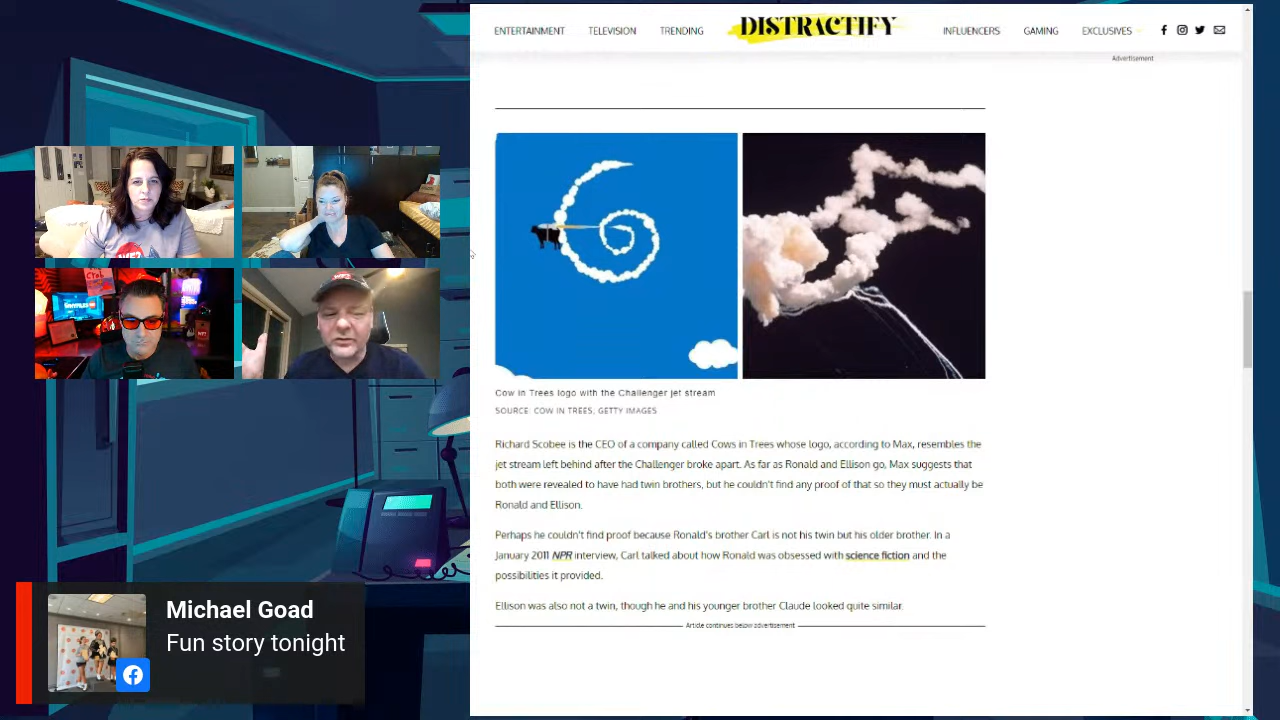 ENTERTAINMENT
TELEVISION
TRENDING
DISTRACTIFY
INFLUENCERS
GAMING
EXCLUSIVES
Advertisement
Cow in Trees logo with the Challenger jet stream
SOURCE: COW IN TREES; GETTY IMAGES
Richard Scobee is the CEO of a company called Cows in Trees whose logo, according to Max, resembles the
jet stream left behind after the Challenger broke apart. As far as Ronald and Ellison go, Max suggests that
both were revealed to have had twin brothers, but he couldn't find any proof of that so they must actually be
Ronald and Ellison.
Perhaps he couldn't find proof because Ronald's brother Carl is not his twin but his older brother. In a
January 2011 NPR interview, Carl talked about how Ronald was obsessed with science fiction and the
possibilities it provided.
Ellison was also not a twin, though he and his younger brother Claude looked quite similar.
Article continues below advertisement
Michael Goad
Fun story tonight